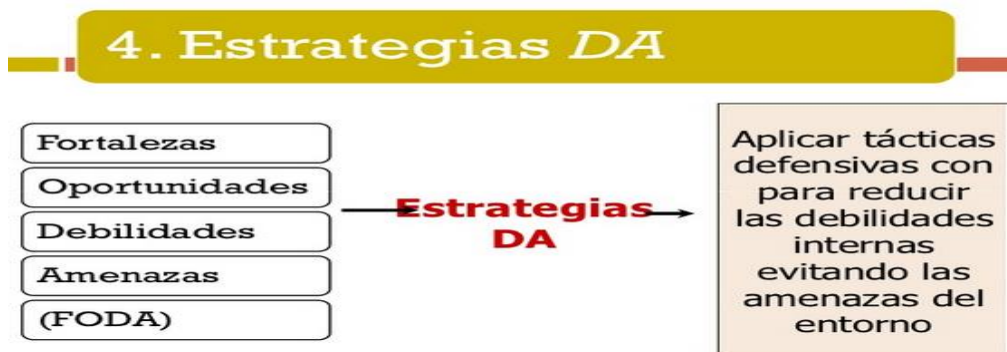 4. Estrategias DA
Fortalezas
Oportunidades
Debilidades
Amenazas
(FODA)
Estrategias
DA
Aplicar tácticas
defensivas con
para reducir
las debilidades
internas
evitando las
amenazas del
entorno